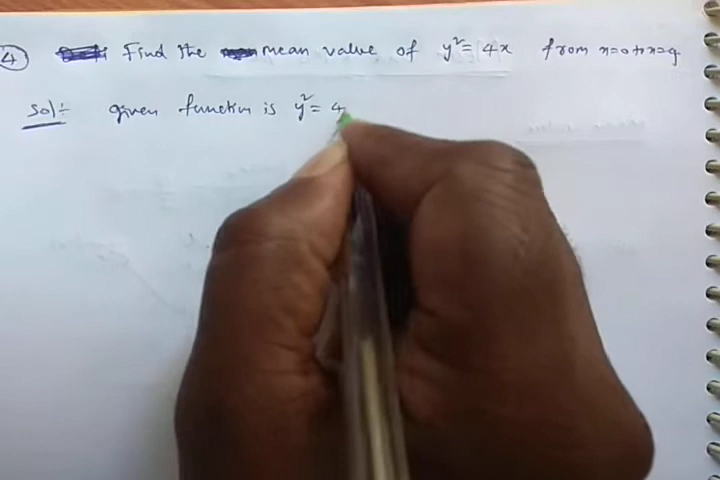 4 Find the mean value of y² = 4x from x=0 to x=9
Sol:- given function is y² = 4